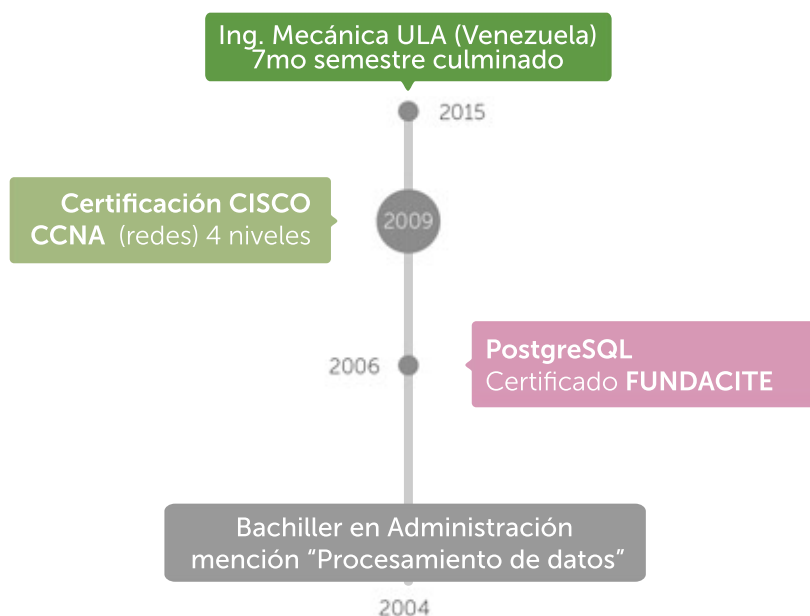 Ing. Mecánica ULA (Venezuela)
7mo semestre culminado
2015
Certificación CISCO
CCNA (redes) 4 niveles
2009
2006
PostgreSQL
Certificado FUNDACITE
Bachiller en Administración
mención “Procesamiento de datos”
2004